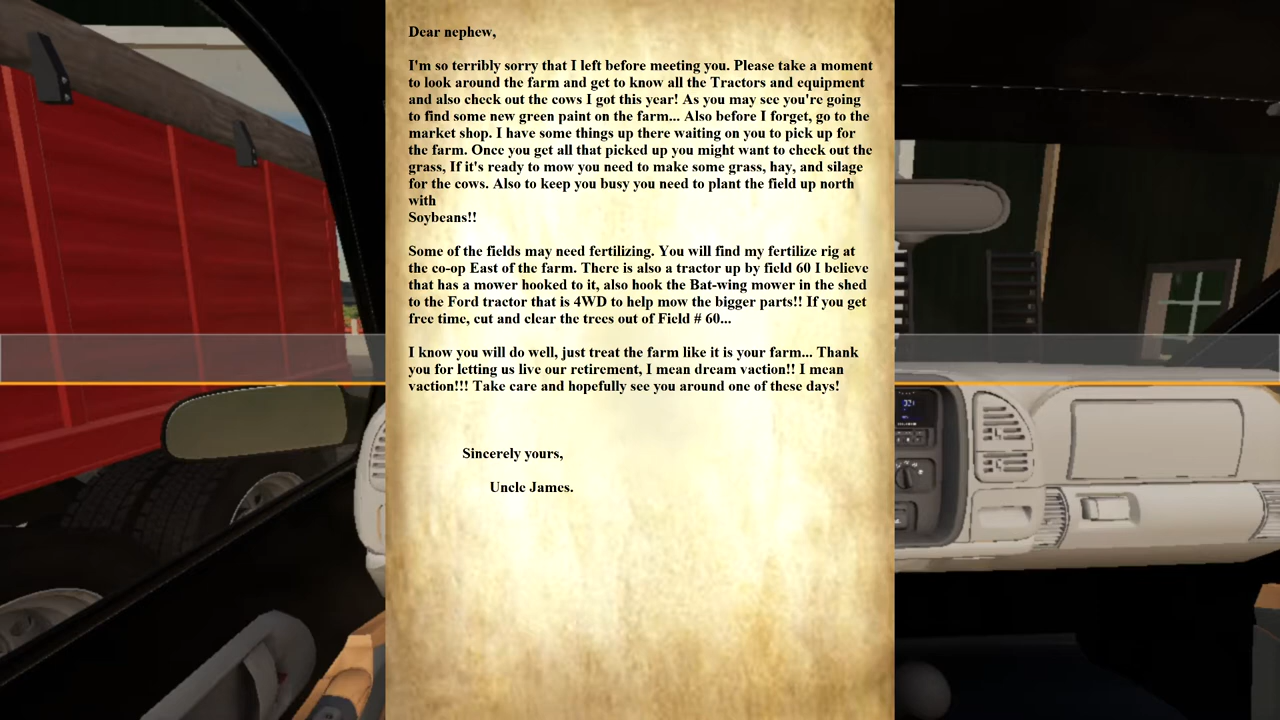 Dear nephew,
I'm so terribly sorry that I left before meeting you. Please take a moment
to look around the farm and get to know all the Tractors and equipment
and also check out the cows I got this year! As you may see you're going
to find some new green paint on the farm... Also before I forget, go to the
market shop. I have some things up there waiting on you to pick up for
the farm. Once you get all that picked up you might want to check out the
grass, If it's ready to mow you need to make some grass, hay, and silage
for the cows. Also to keep you busy you need to plant the field up north
with
Soybeans!!
Some of the fields may need fertilizing. You will find my fertilize rig at
the co-op East of the farm. There is also a tractor up by field 60 I believe
that has a mower hooked to it, also hook the Bat-wing mower in the shed
to the Ford tractor that is 4WD to help mow the bigger parts!! If you get
free time, cut and clear the trees out of Field # 60...
I know you will do well, just treat the farm like it is your farm... Thank
you for letting us live our retirement, I mean dream vaction!! I mean
vaction!!! Take care and hopefully see you around one of these days!
Sincerely yours,
Uncle James.